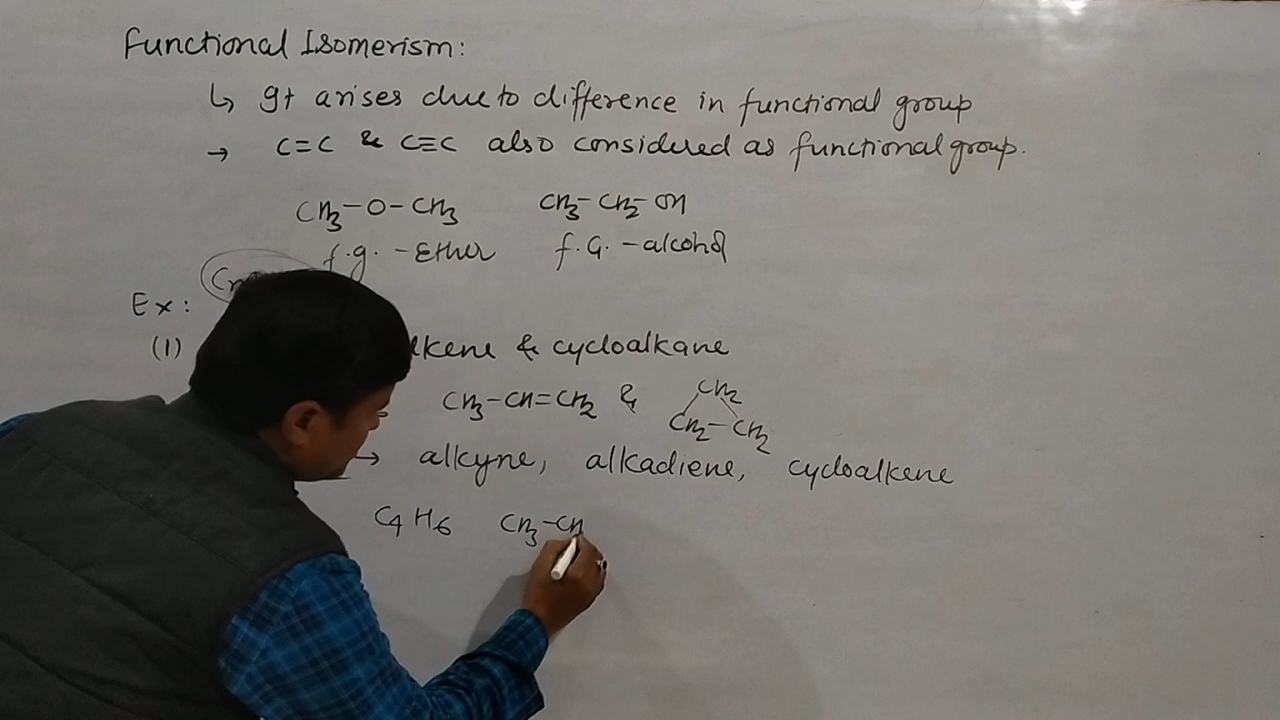 Functional Isomerism:
↳ It arises due to difference in functional group
→ C=C & C≡C also considered as functional group.
CH3-O-CH3 CH3-CH2-OH
f.g. -Ether f.G. -alcohol
Ex:
(1) lkene & cycloalkane
CH3-CH=CH2 & CH2
CH2-CH2
→ alkyne, alkadiene, cycloalkene
C4H6 CH3-CH